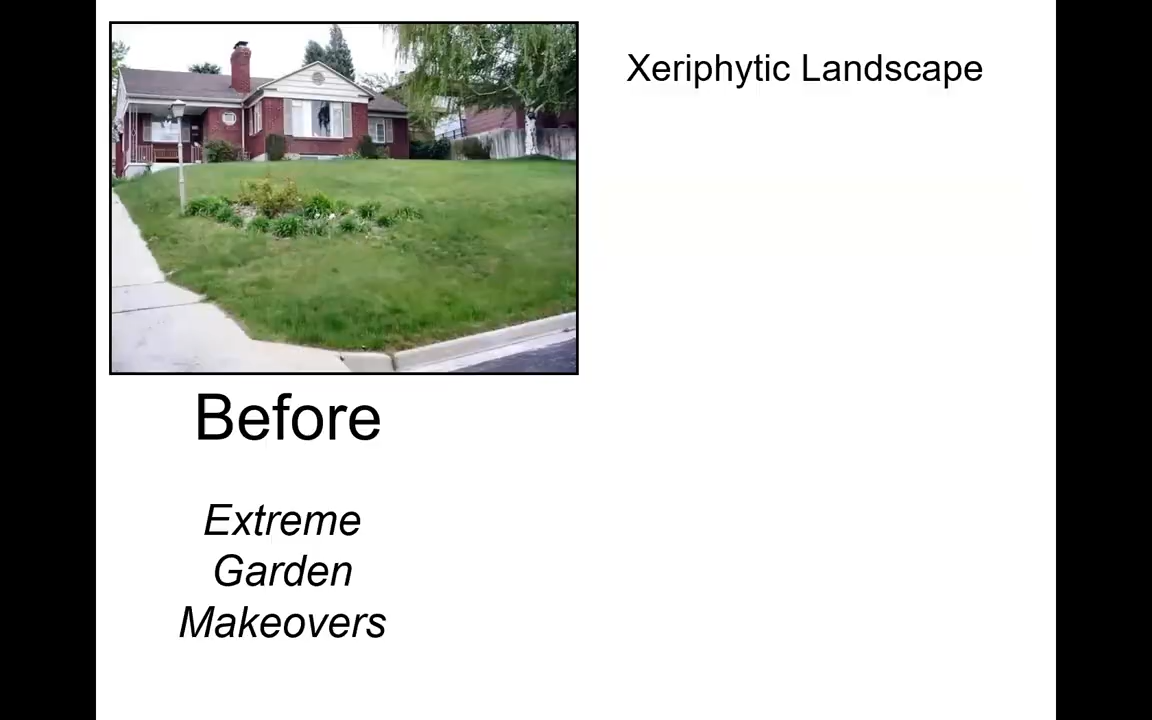 Xeriphytic Landscape
Before
Extreme
Garden
Makeovers